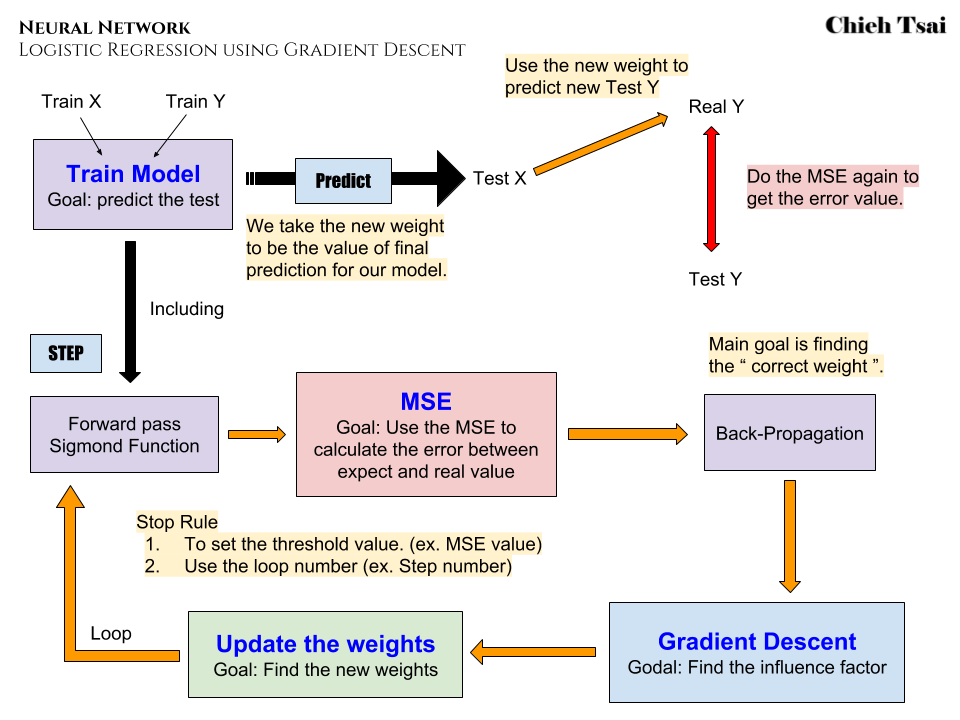 Neural Network
Logistic Regression using Gradient Descent
Chieh Tsai
Train X
Train Y
Train Model
Goal: predict the test
Predict
We take the new weight
to be the value of final
prediction for our model.
Test X
Use the new weight to
predict new Test Y
Real Y
Do the MSE again to
get the error value.
Test Y
Including
STEP
Forward pass
Sigmond Function
MSE
Goal: Use the MSE to
calculate the error between
expect and real value
Main goal is finding
the “ correct weight ”.
Back-Propagation
Stop Rule
1. To set the threshold value. (ex. MSE value)
2. Use the loop number (ex. Step number)
Loop
Update the weights
Goal: Find the new weights
Gradient Descent
Godal: Find the influence factor